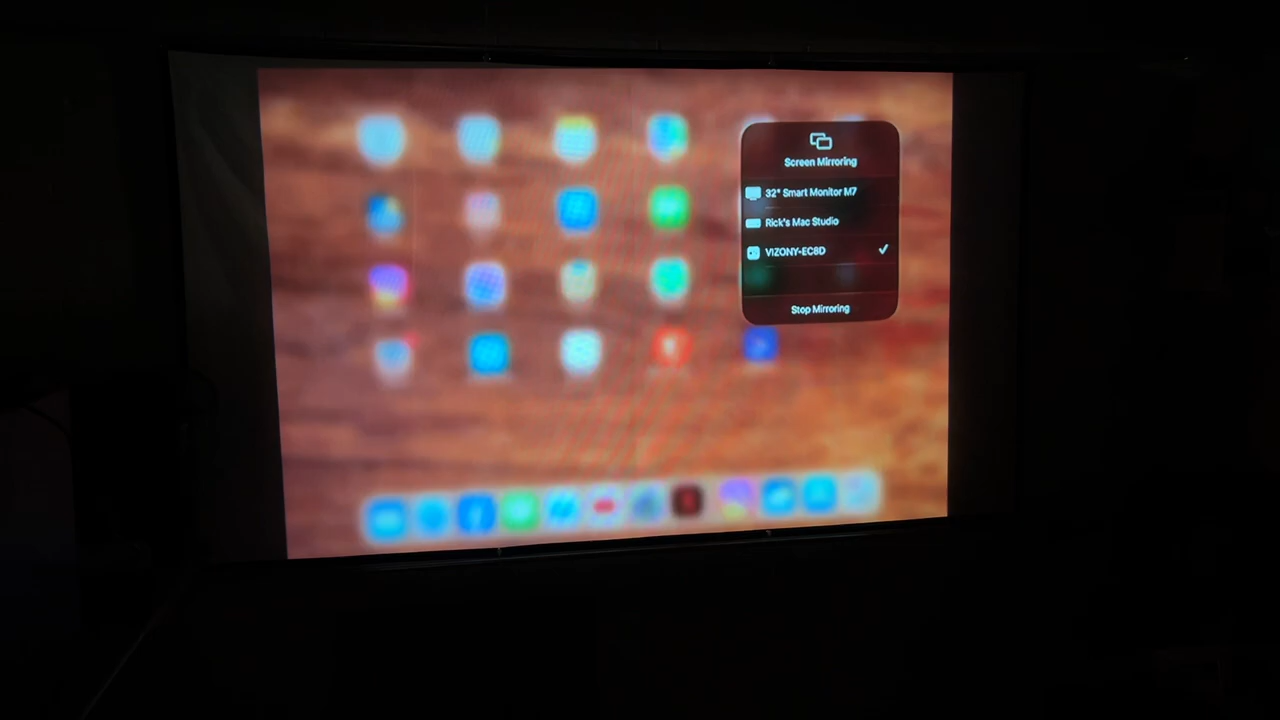 Screen Mirroring
32" Smart Monitor M7
Rick's Mac Studio
VIZONY-EC8D
Stop Mirroring